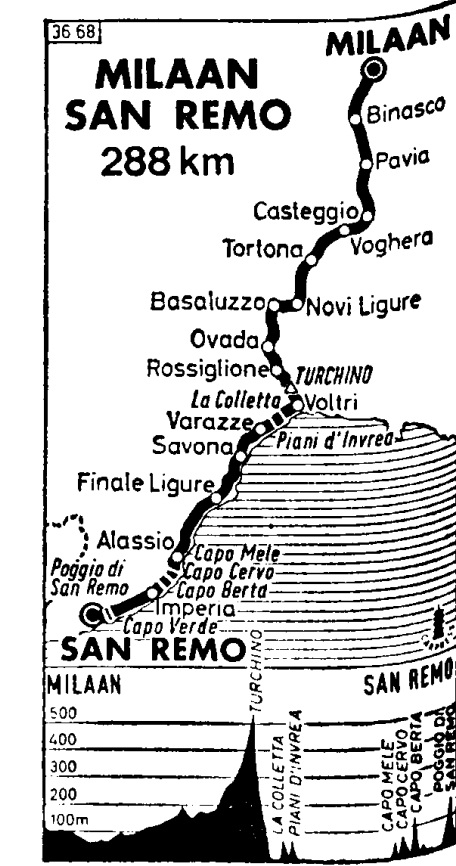 36 68
MILAAN
MILAAN
SAN REMO
288 km
Binasco
Pavia
Casteggio
Voghera
Tortona
Basaluzzo
Novi Ligure
Ovada
Rossiglione
TURCHINO
La Colletta
Voltri
Varazze
Piani d'Invrea
Savona
Finale Ligure
Alassio
Capo Mele
Poggio di
San Remo
Capo Cervo
Capo Berta
Imperia
Capo Verde
SAN REMO
MILAAN
SAN REMO
TURCHINO
LA COLLETTA
PIANI D'INVREA
CAPO MELE
CAPO CERVO
CAPO BERTA
POGGIO DI
SAN REMO
500
400
300
200
100m